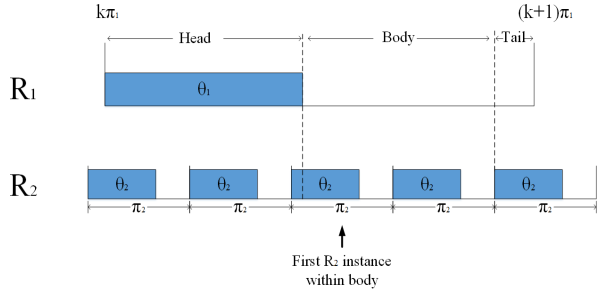 kπ₁ (k+1)π₁
Head Body Tail
R₁ θ₁
R₂ θ₂ θ₂ θ₂ θ₂ θ₂
π₂ π₂ π₂ π₂ π₂
First R₂ instance
within body